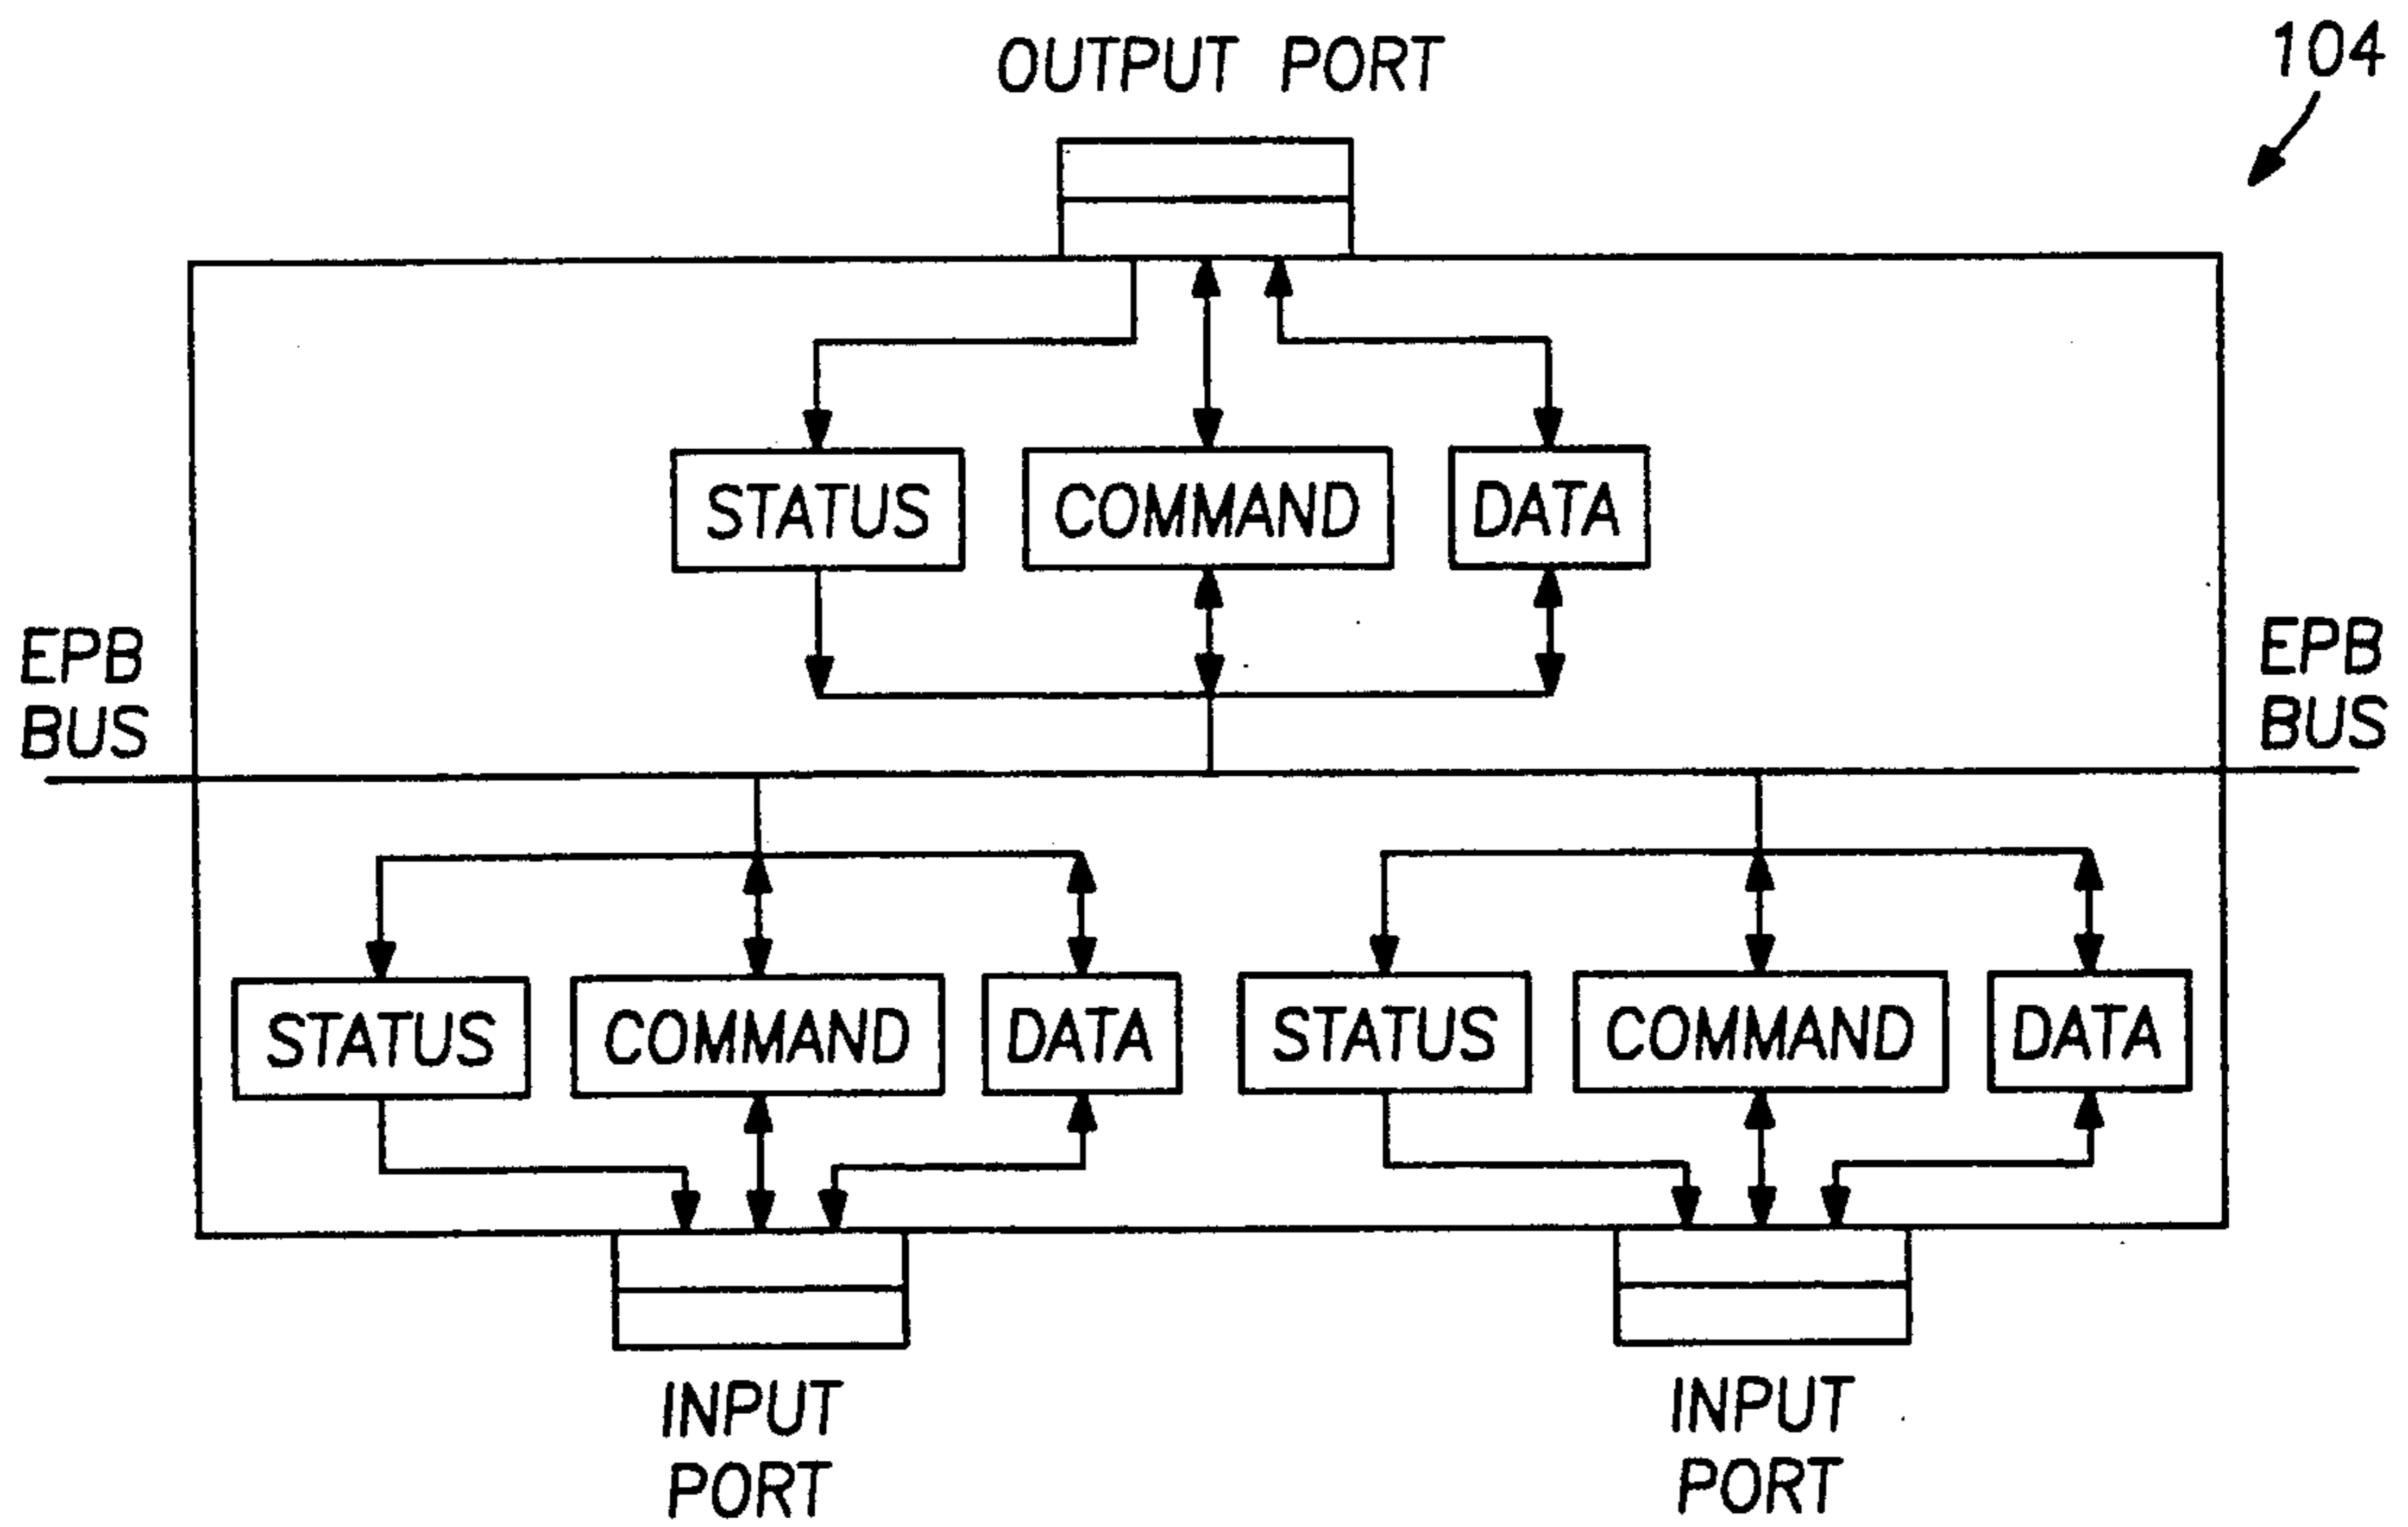 OUTPUT PORT
104
STATUS
COMMAND
DATA
EPB
BUS
EPB
BUS
STATUS
COMMAND
DATA
STATUS
COMMAND
DATA
INPUT
PORT
INPUT
PORT